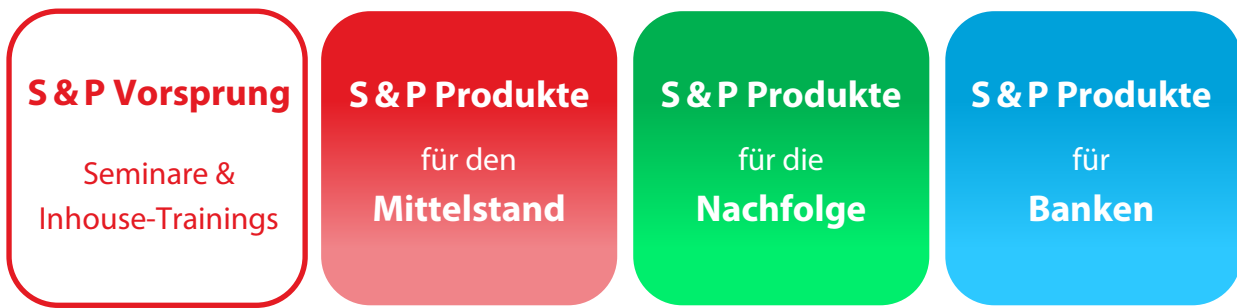 S & P Vorsprung
Seminare &
Inhouse-Trainings
S & P Produkte
für den
Mittelstand
S & P Produkte
für die
Nachfolge
S & P Produkte
für
Banken